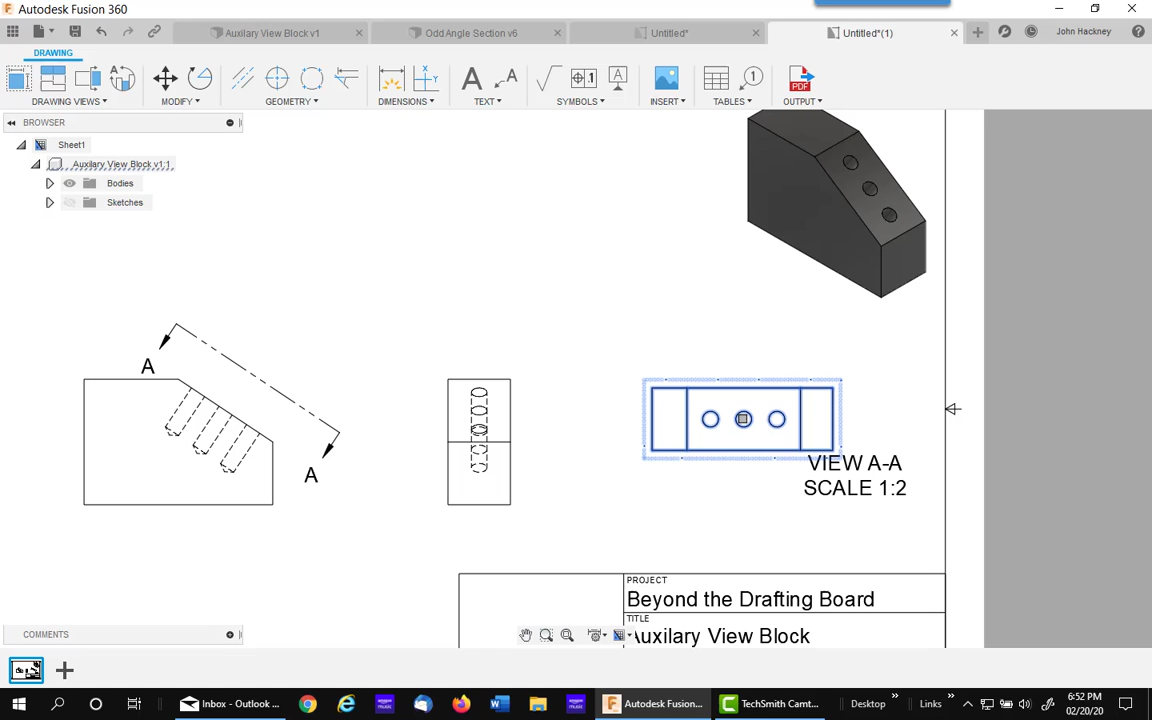 Autodesk Fusion 360
Auxilary View Block v1
Odd Angle Section v6
Untitled*
Untitled*(1)
John Hackney
DRAWING
DRAWING VIEWS
MODIFY
GEOMETRY
DIMENSIONS
TEXT
SYMBOLS
INSERT
TABLES
PDF
OUTPUT
BROWSER
Sheet1
Auxilary View Block v1:1
Bodies
Sketches
A
A
VIEW A-A
SCALE 1:2
PROJECT
Beyond the Drafting Board
TITLE
Auxilary View Block
COMMENTS
Inbox - Outlook ...
Autodesk Fusion...
TechSmith Camt...
Desktop
Links
6:52 PM
02/20/20